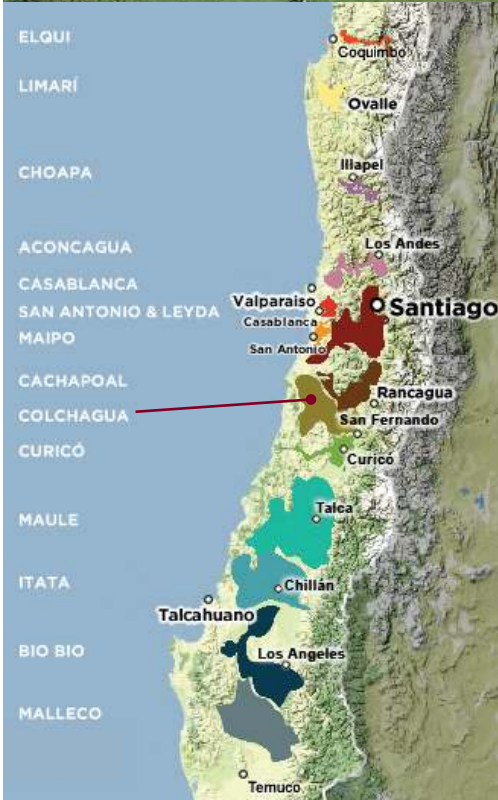 ELQUI
Coquimbo
LIMARÍ
Ovalle
CHOAPA
Illapel
ACONCAGUA
Los Andes
CASABLANCA
Valparaiso
Santiago
SAN ANTONIO & LEYDA
Casablanca
MAIPO
San Antonio
CACHAPOAL
Rancagua
COLCHAGUA
San Fernando
CURICÓ
Curicó
MAULE
Talca
ITATA
Chillán
Talcahuano
BIO BIO
Los Angeles
MALLECO
Temuco